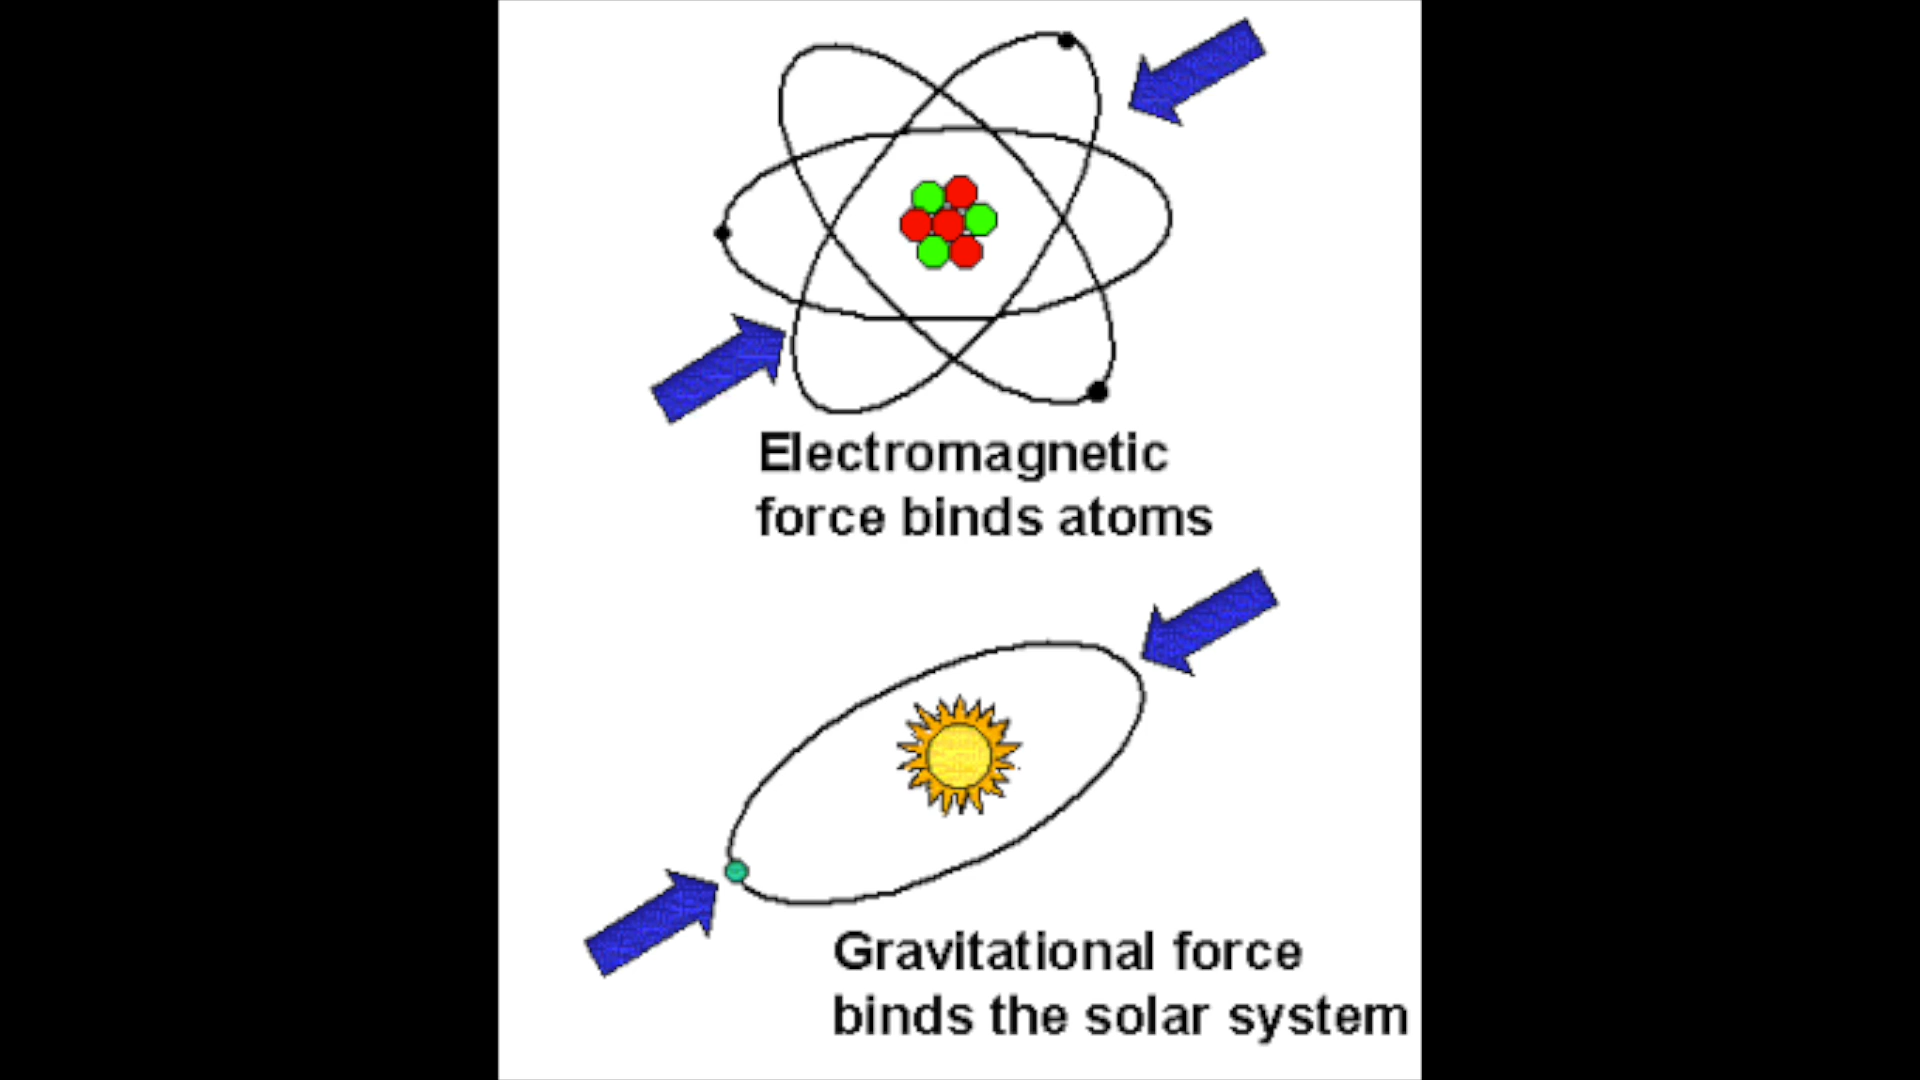 Electromagnetic
force binds atoms
Gravitational force
binds the solar system